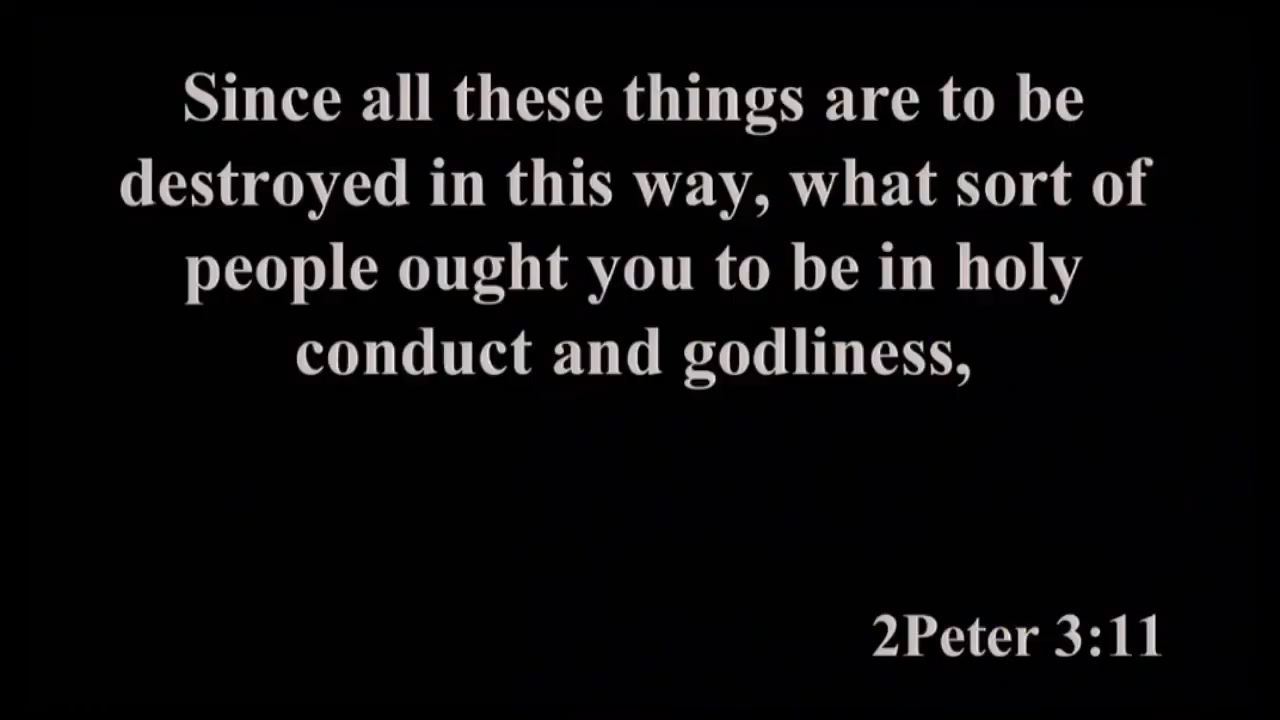 Since all these things are to be
destroyed in this way, what sort of
people ought you to be in holy
conduct and godliness,
2Peter 3:11